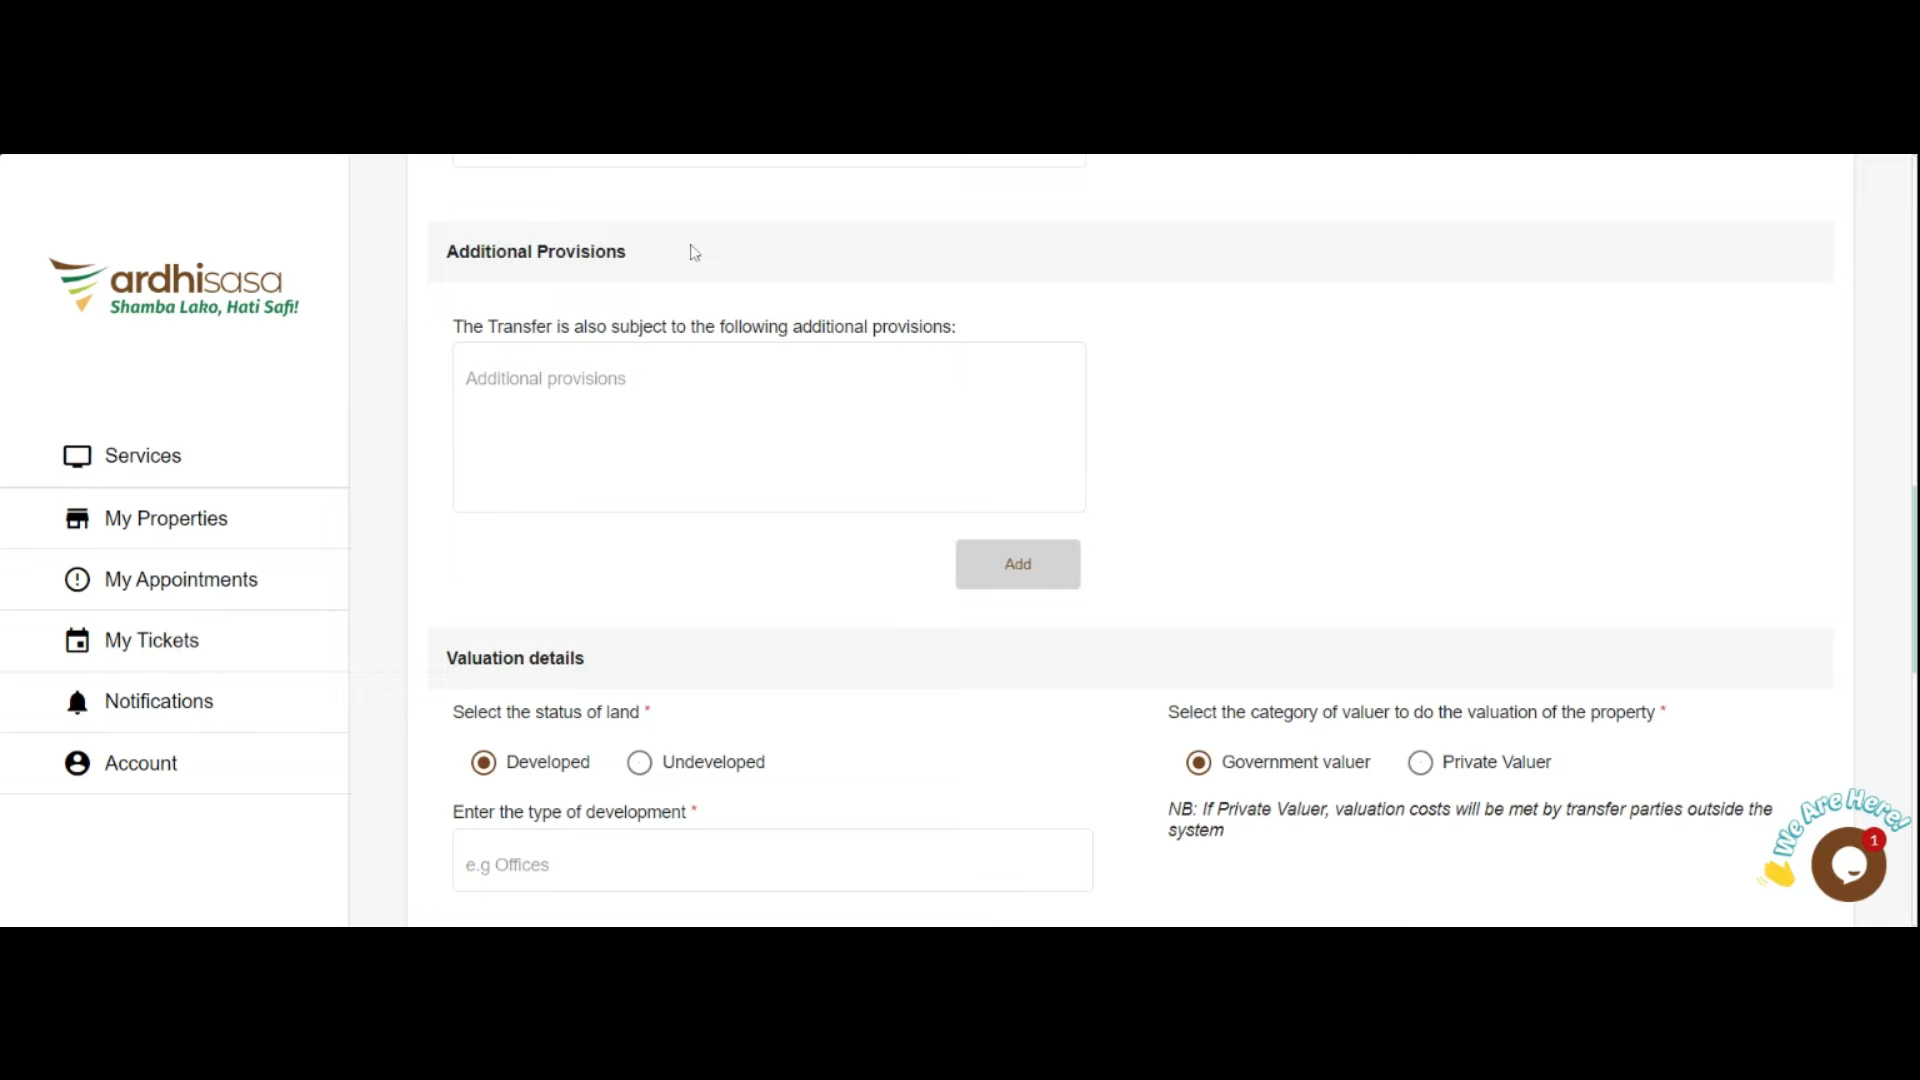 ardhisasa
Shamba Lako, Hati Safi!
Services
My Properties
My Appointments
My Tickets
Notifications
Account
Additional Provisions
The Transfer is also subject to the following additional provisions:
Additional provisions
Add
Valuation details
Select the status of land *
Developed
Undeveloped
Enter the type of development *
e.g Offices
Select the category of valuer to do the valuation of the property *
Government valuer
Private Valuer
NB: If Private Valuer, valuation costs will be met by transfer parties outside the
system
We Are Here!
1